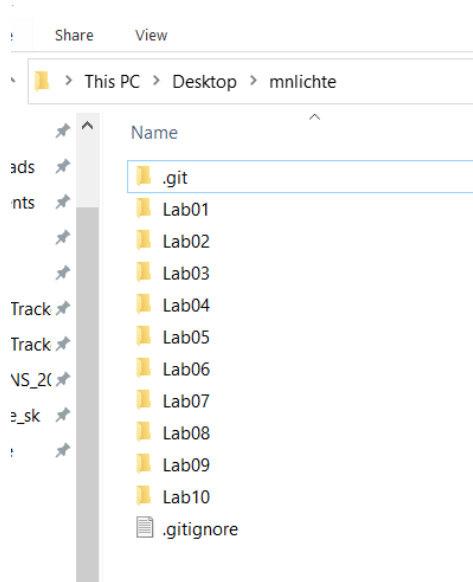 Share View
This PC > Desktop > mnlichte
Name
ads
.git
nts
Lab01
Lab02
Lab03
Track
Lab04
Track
Lab05
Lab06
e_sk
Lab07
Lab08
Lab09
Lab10
.gitignore